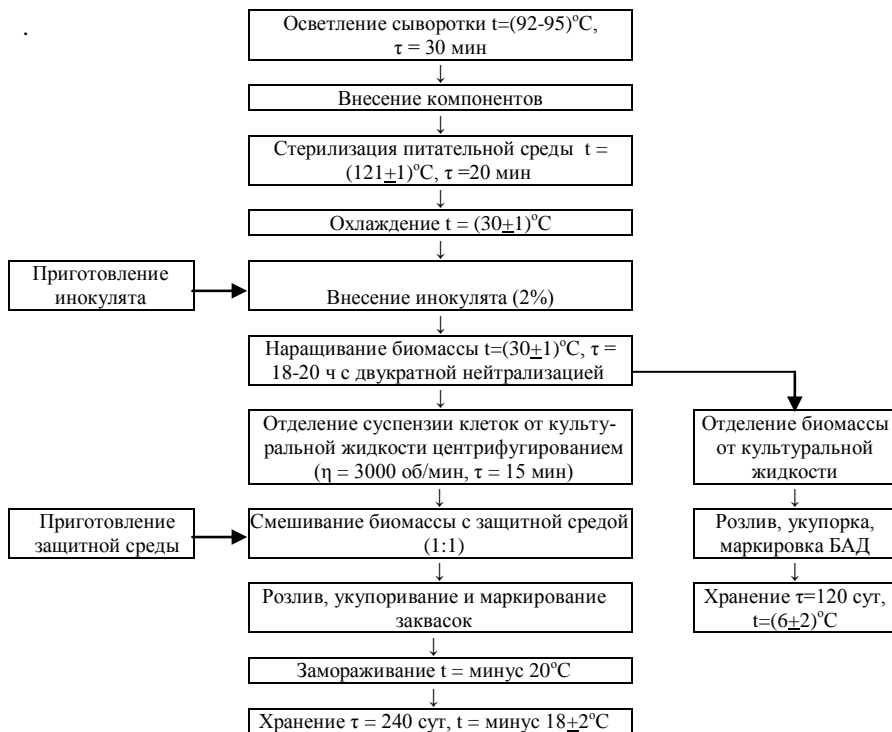 .
Осветление сыворотки t=(92-95)°С,
τ = 30 мин
↓
Внесение компонентов
↓
Стерилизация питательной среды t =
(121±1)°С, τ =20 мин
↓
Охлаждение t = (30±1)°С
↓
Приготовление
инокулята
Внесение инокулята (2%)
↓
Наращивание биомассы t=(30±1)°С, τ =
18-20 ч с двукратной нейтрализацией
↓
Отделение суспензии клеток от культу-
ральной жидкости центрифугированием
(η = 3000 об/мин, τ = 15 мин)
↓
Отделение биомассы
от культуральной
жидкости
↓
Приготовление
защитной среды
Смешивание биомассы с защитной средой
(1:1)
↓
Розлив, укупорка,
маркировка БАД
↓
Розлив, укупоривание и маркирование
заквасок
↓
Хранение τ=120 сут,
t=(6±2)°С
Замораживание t = минус 20°С
↓
Хранение τ = 240 сут, t = минус 18±2°С